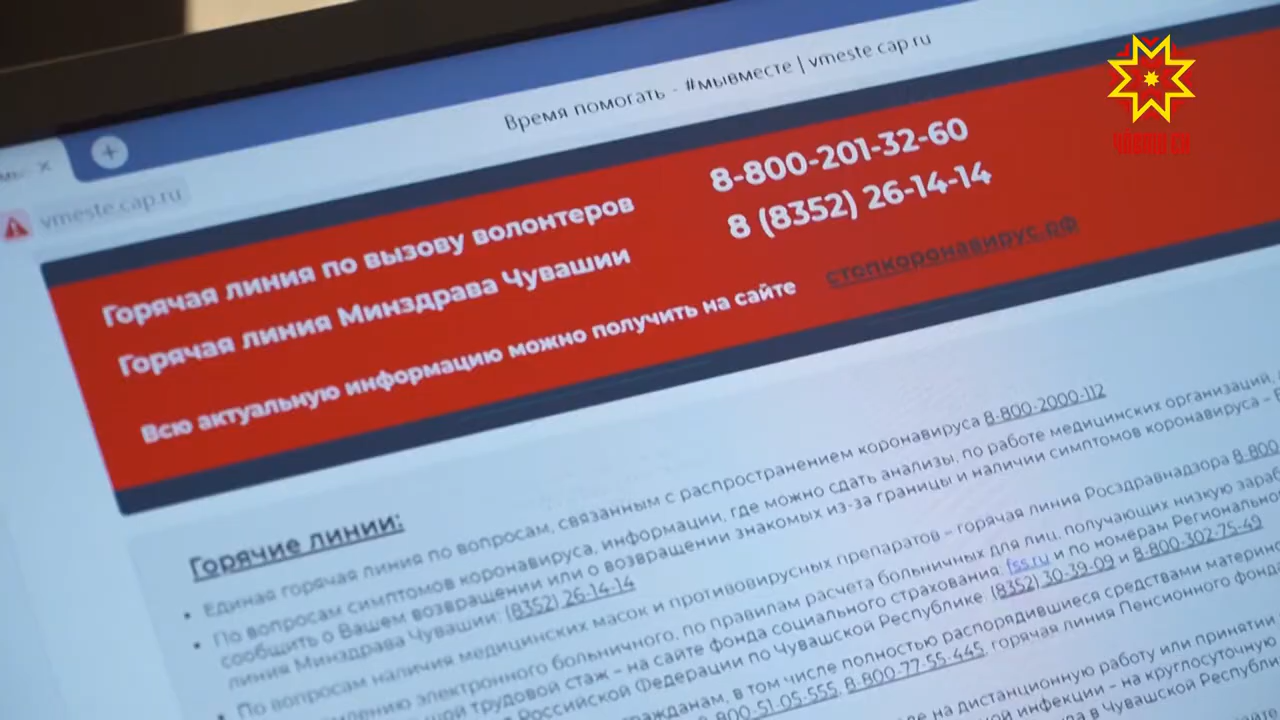 Время помогать - #мывместе | vmeste.cap.ru
vmeste.cap.ru
Горячая линия по вызову волонтеров 8-800-201-32-60
Горячая линия Минздрава Чувашии 8 (8352) 26-14-14
Всю актуальную информацию можно получить на сайте стопкоронавирус.рф
Горячие линии:
Единая горячая линия по вопросам, связанным с распространением коронавируса 8-800-2000-112
По вопросам симптомов коронавируса, информации, где можно сдать анализы, по работе медицинских организаций,
сообщить о Вашем возвращении или о возвращении знакомых из-за границы и наличии симптомов коронавируса –
линия Минздрава Чувашии: (8352) 26-14-14
По вопросам наличия медицинских масок и противовирусных препаратов – горячая линия Росздравнадзора 8-800
электронного больничного, по правилам расчета больничных для лиц, получающих низкую
трудовой стаж – на сайте фонда социального страхования fss.ru и по номерам
Российской Федерации по Чувашской Республике: (8352) 30-39-09 и 8-800-302-75-49
в том числе полностью распорядившиеся средствами
800-51-05-555, 8-800-77-55-445, горячая линия Пенсионного
на дистанционную работу или принятии
инфекции – на круглосуточную
в Чувашской